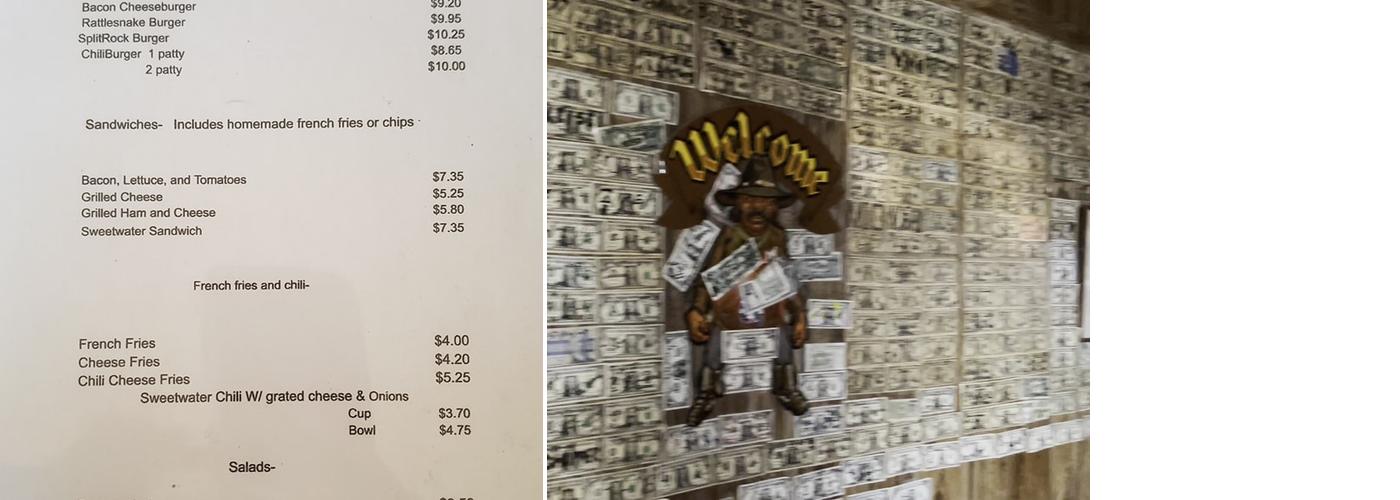 Bacon Cheeseburger $9.20
Rattlesnake Burger $9.95
SplitRock Burger $10.25
ChiliBurger 1 patty $8.65
2 patty $10.00
Sandwiches- Includes homemade french fries or chips
Bacon, Lettuce, and Tomatoes $7.35
Grilled Cheese $5.25
Grilled Ham and Cheese $5.80
Sweetwater Sandwich $7.35
French fries and chili-
French Fries $4.00
Cheese Fries $4.20
Chili Cheese Fries $5.25
Sweetwater Chili W/ grated cheese & Onions
Cup $3.70
Bowl $4.75
Salads-
Welcome